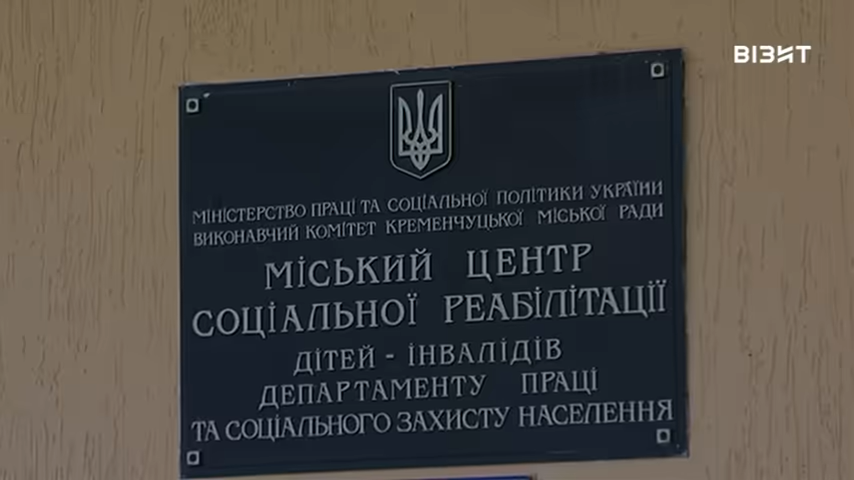 ВІЗИТ
МІНІСТЕРСТВО ПРАЦІ ТА СОЦІАЛЬНОЇ ПОЛІТИКИ УКРАЇНИ
ВИКОНАВЧИЙ КОМІТЕТ КРЕМЕНЧУЦЬКОЇ МІСЬКОЇ РАДИ
МІСЬКИЙ ЦЕНТР
СОЦІАЛЬНОЇ РЕАБІЛІТАЦІЇ
ДІТЕЙ - ІНВАЛІДІВ
ДЕПАРТАМЕНТУ ПРАЦІ
ТА СОЦІАЛЬНОГО ЗАХИСТУ НАСЕЛЕННЯ